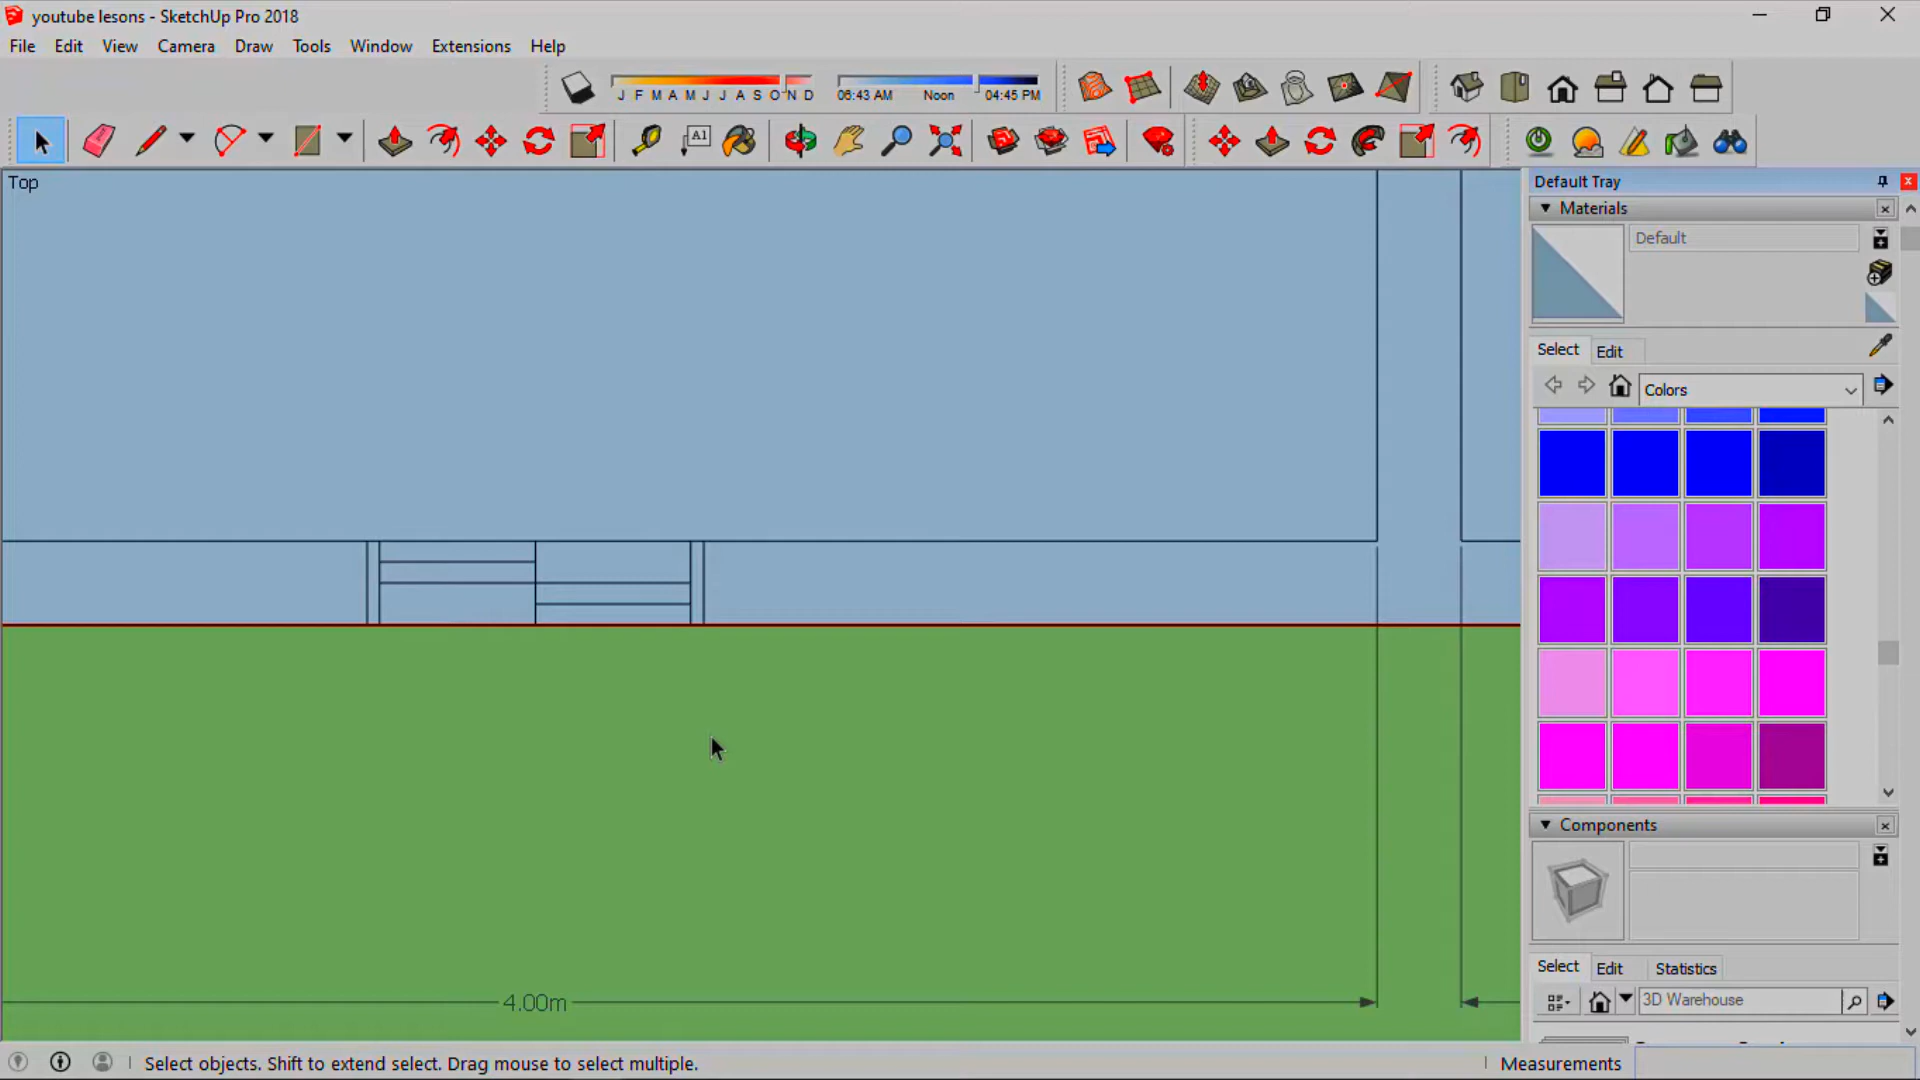 youtube lesons - SketchUp Pro 2018
File Edit View Camera Draw Tools Window Extensions Help
J F M A M J J A S O N D
06:43 AM Noon 04:45 PM
A1
Top
Default Tray
Materials
Default
Select Edit
Colors
Components
Select Edit Statistics
3D Warehouse
4.00m
Select objects. Shift to extend select. Drag mouse to select multiple.
Measurements